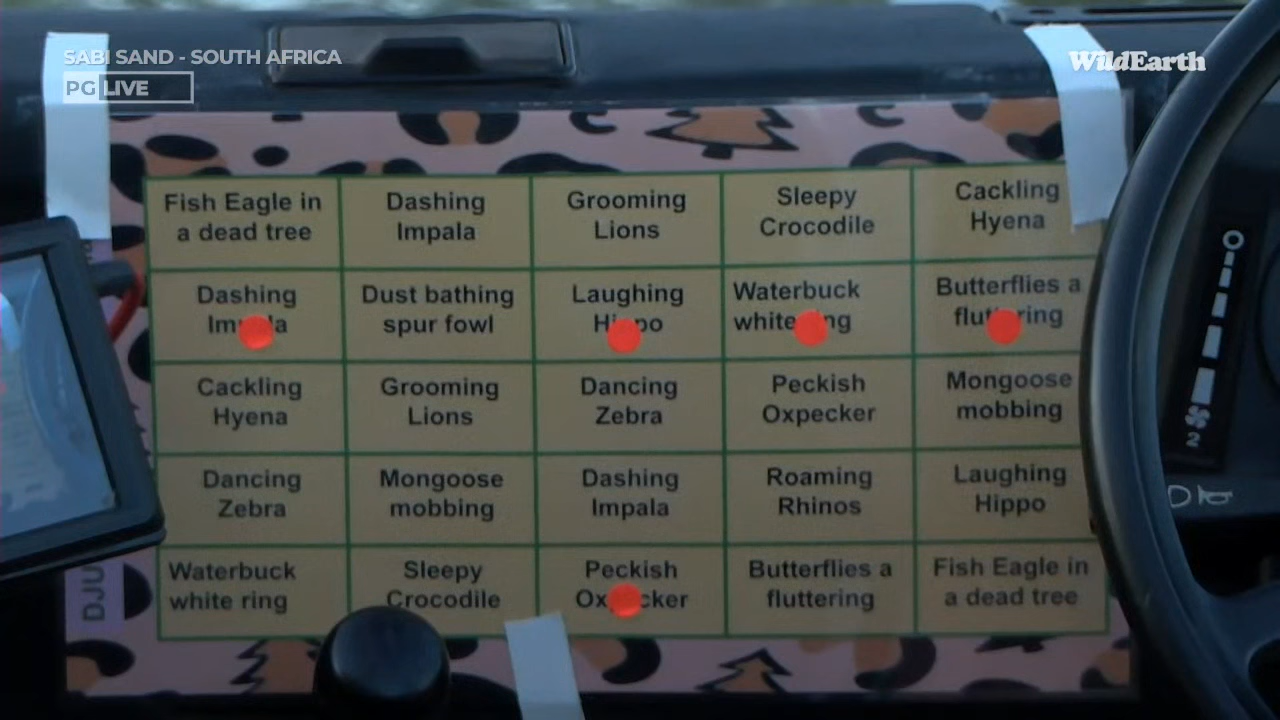 SABI SAND - SOUTH AFRICA
PG LIVE
WildEarth
Fish Eagle in
a dead tree
Dashing
Impala
Grooming
Lions
Sleepy
Crocodile
Cackling
Hyena
Dashing
Impala
Dust bathing
spur fowl
Laughing
Hippo
Waterbuck
white ring
Butterflies a
fluttering
Cackling
Hyena
Grooming
Lions
Dancing
Zebra
Peckish
Oxpecker
Mongoose
mobbing
Dancing
Zebra
Mongoose
mobbing
Dashing
Impala
Roaming
Rhinos
Laughing
Hippo
Waterbuck
white ring
Sleepy
Crocodile
Peckish
Oxpecker
Butterflies a
fluttering
Fish Eagle in
a dead tree
DJU
2